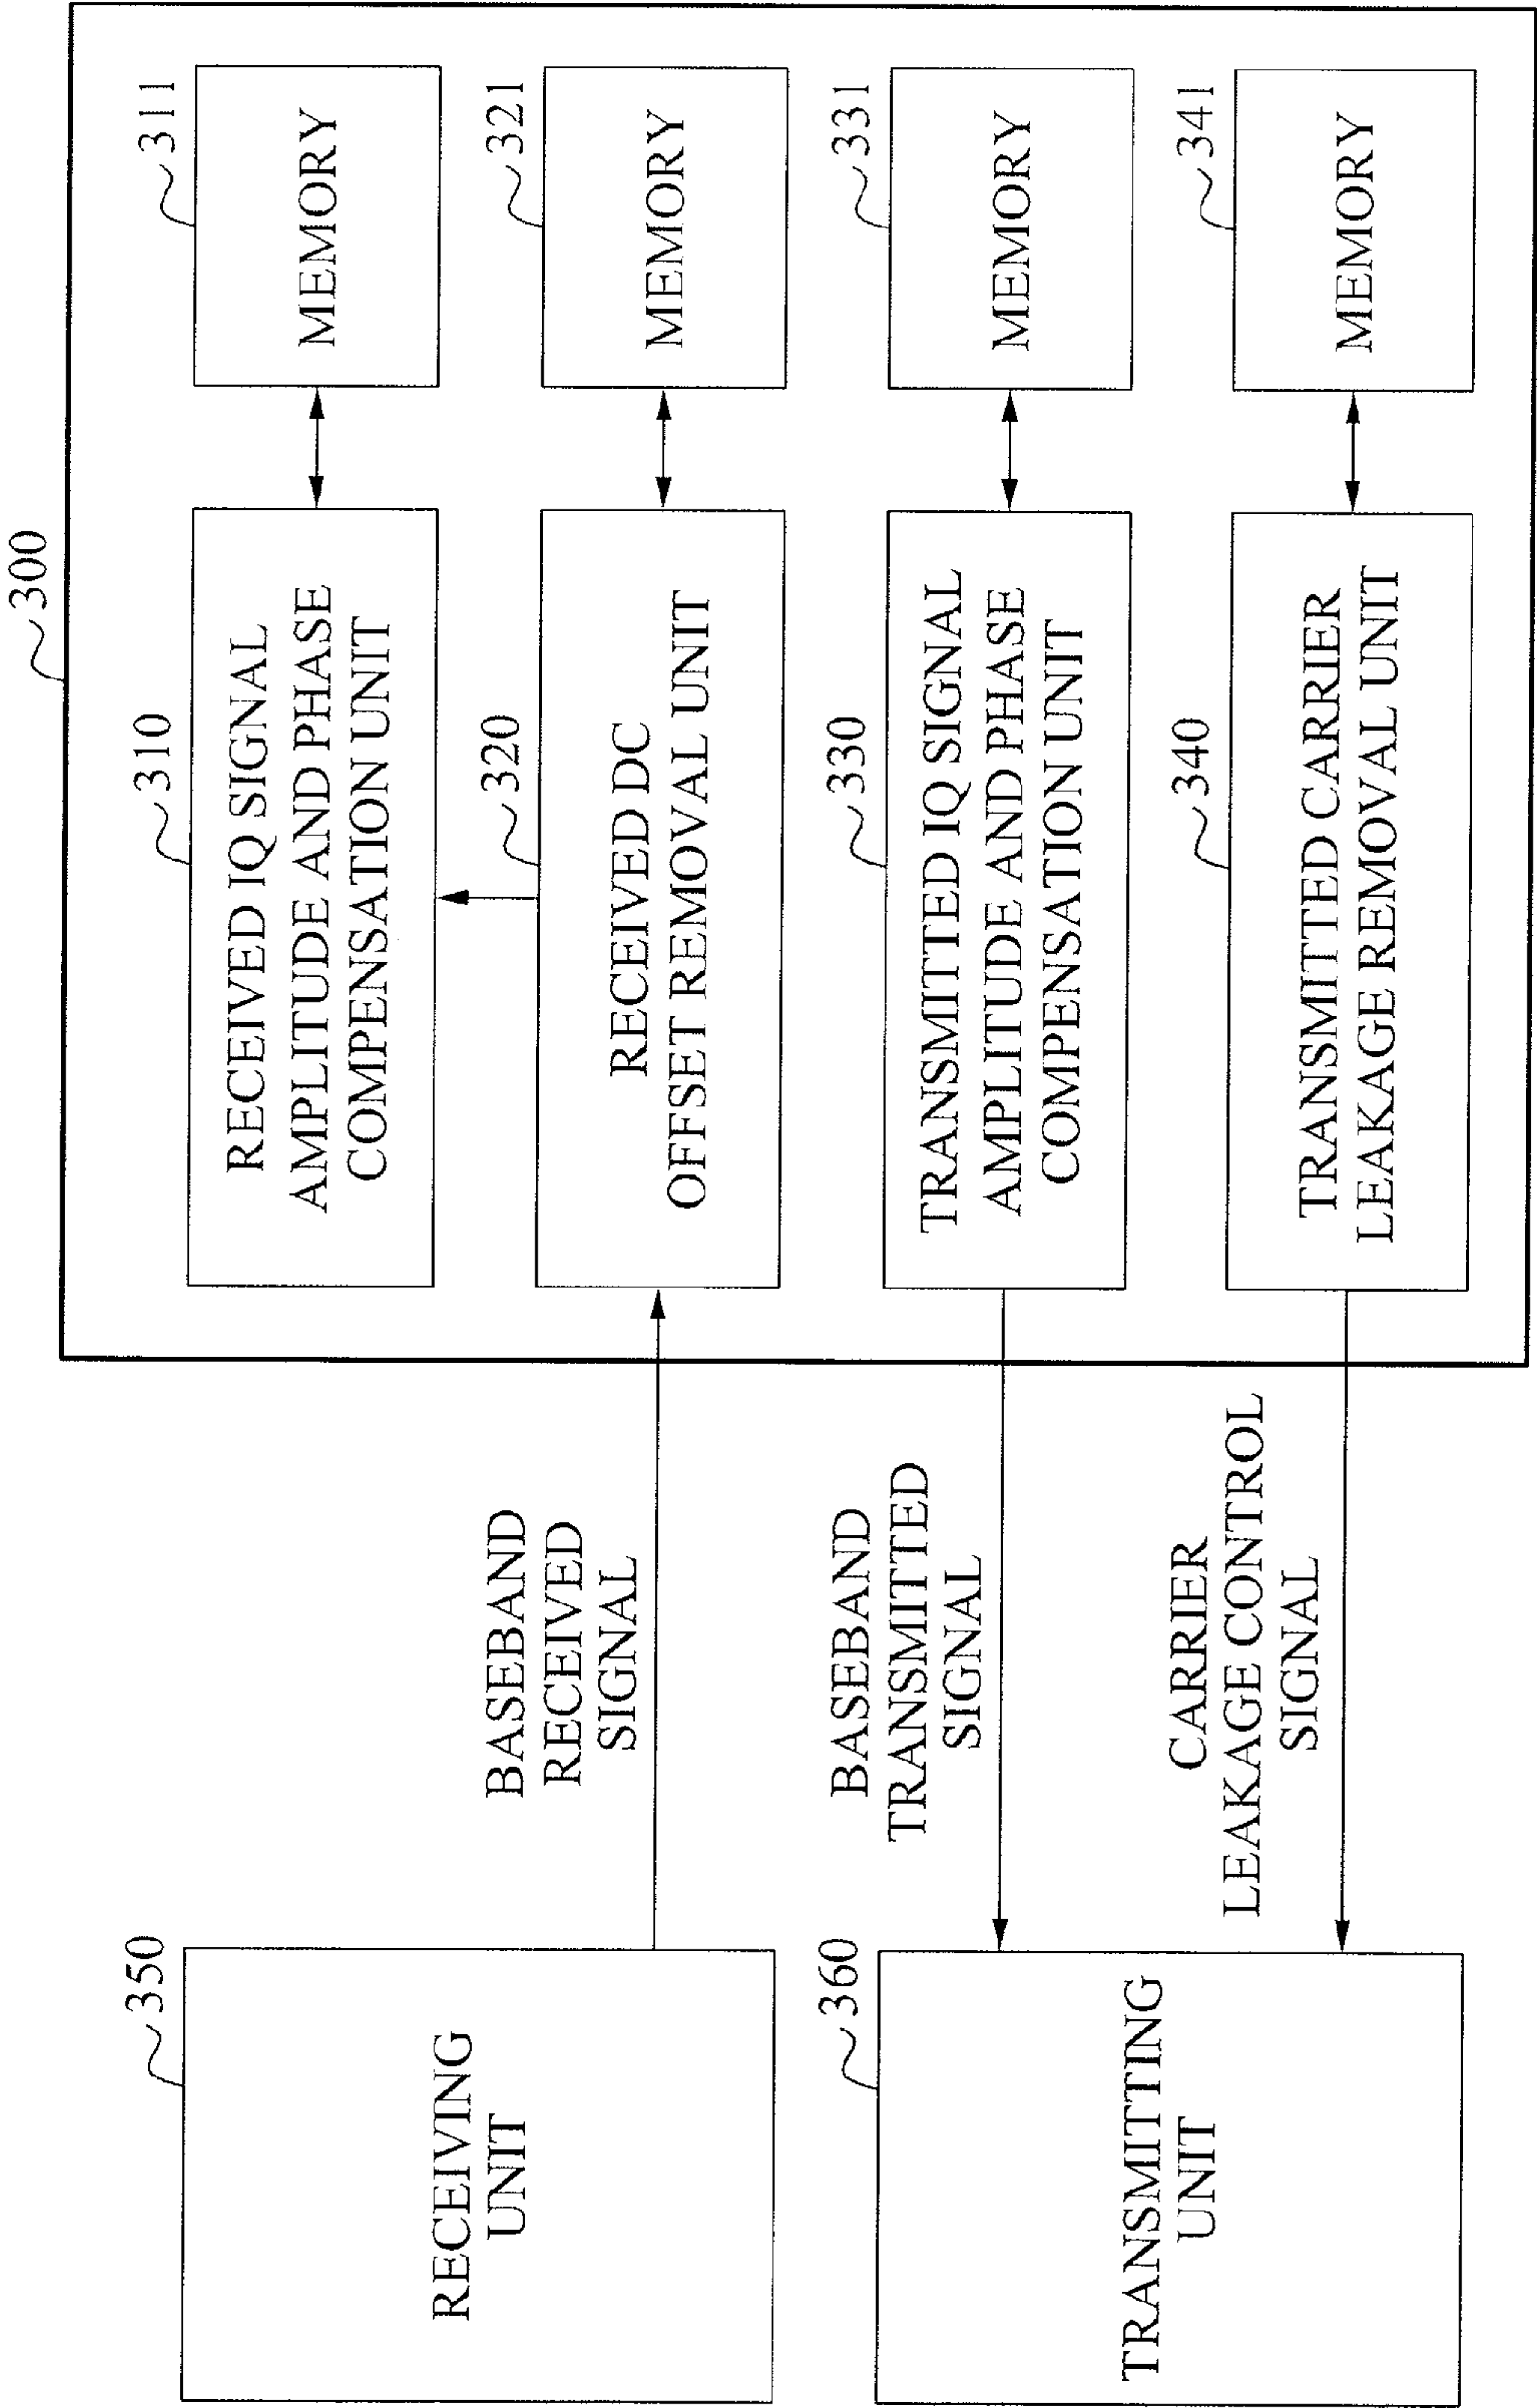 300
350
RECEIVING
UNIT
BASEBAND
RECEIVED
SIGNAL
310
RECEIVED IQ SIGNAL
AMPLITUDE AND PHASE
COMPENSATION UNIT
311
MEMORY
320
RECEIVED DC
OFFSET REMOVAL UNIT
321
MEMORY
360
TRANSMITTING
UNIT
BASEBAND
TRANSMITTED
SIGNAL
330
TRANSMITTED IQ SIGNAL
AMPLITUDE AND PHASE
COMPENSATION UNIT
331
MEMORY
CARRIER
LEAKAGE CONTROL
SIGNAL
340
TRANSMITTED CARRIER
LEAKAGE REMOVAL UNIT
341
MEMORY